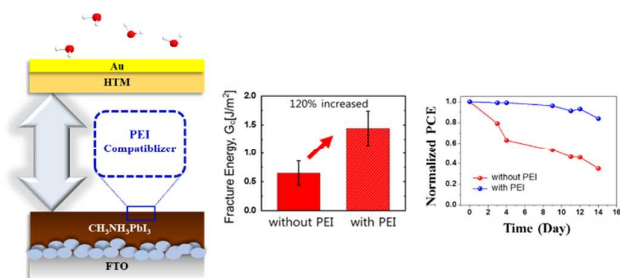 Au
HTM
PEI
Compatiblizer
CH₃NH₃PbI₃
FTO
Fracture Energy, Gc[J/m²]
2.0
1.5
1.0
0.5
0.0
120% increased
without PEI
with PEI
Normalized PCE
1.0
0.8
0.6
0.4
0.2
0.0
without PEI
with PEI
0 2 4 6 8 10 12 14
Time (Day)